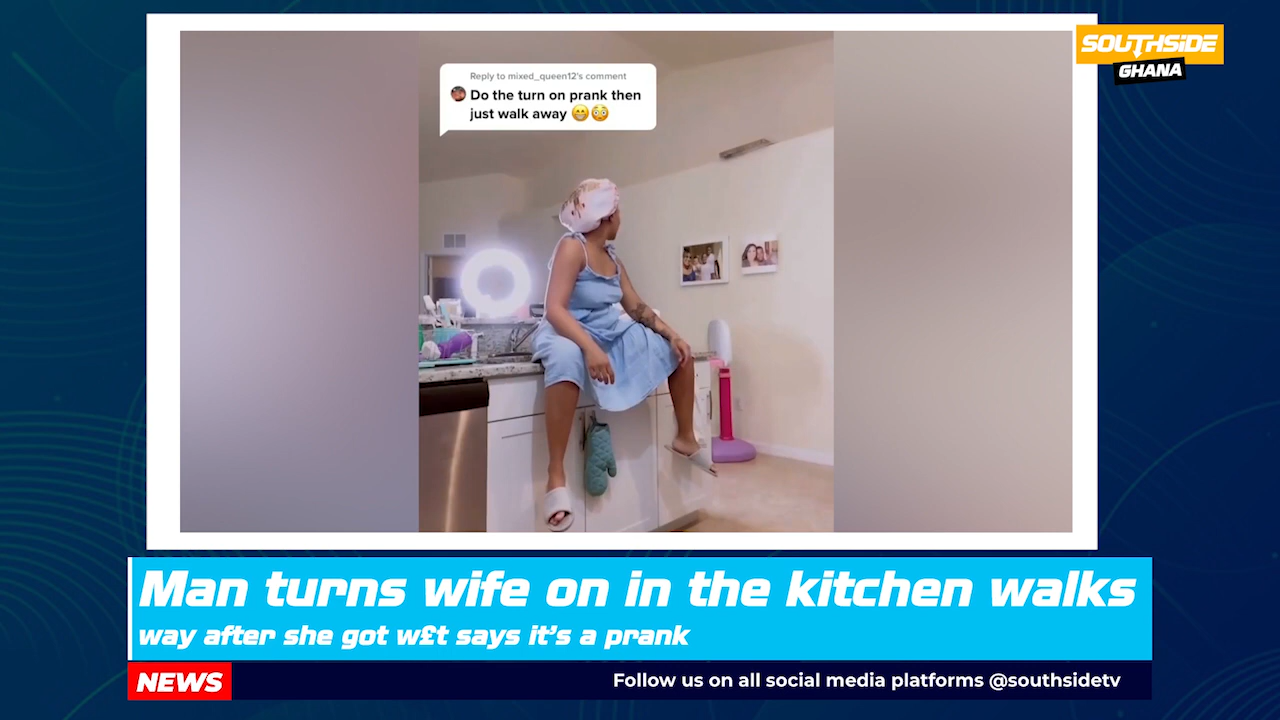 SOUTHSIDE
GHANA
Reply to mixed_queen12's comment
Do the turn on prank then
just walk away 😁😳
Man turns wife on in the kitchen walks
way after she got w£t says it's a prank
NEWS
Follow us on all social media platforms @southsidetv